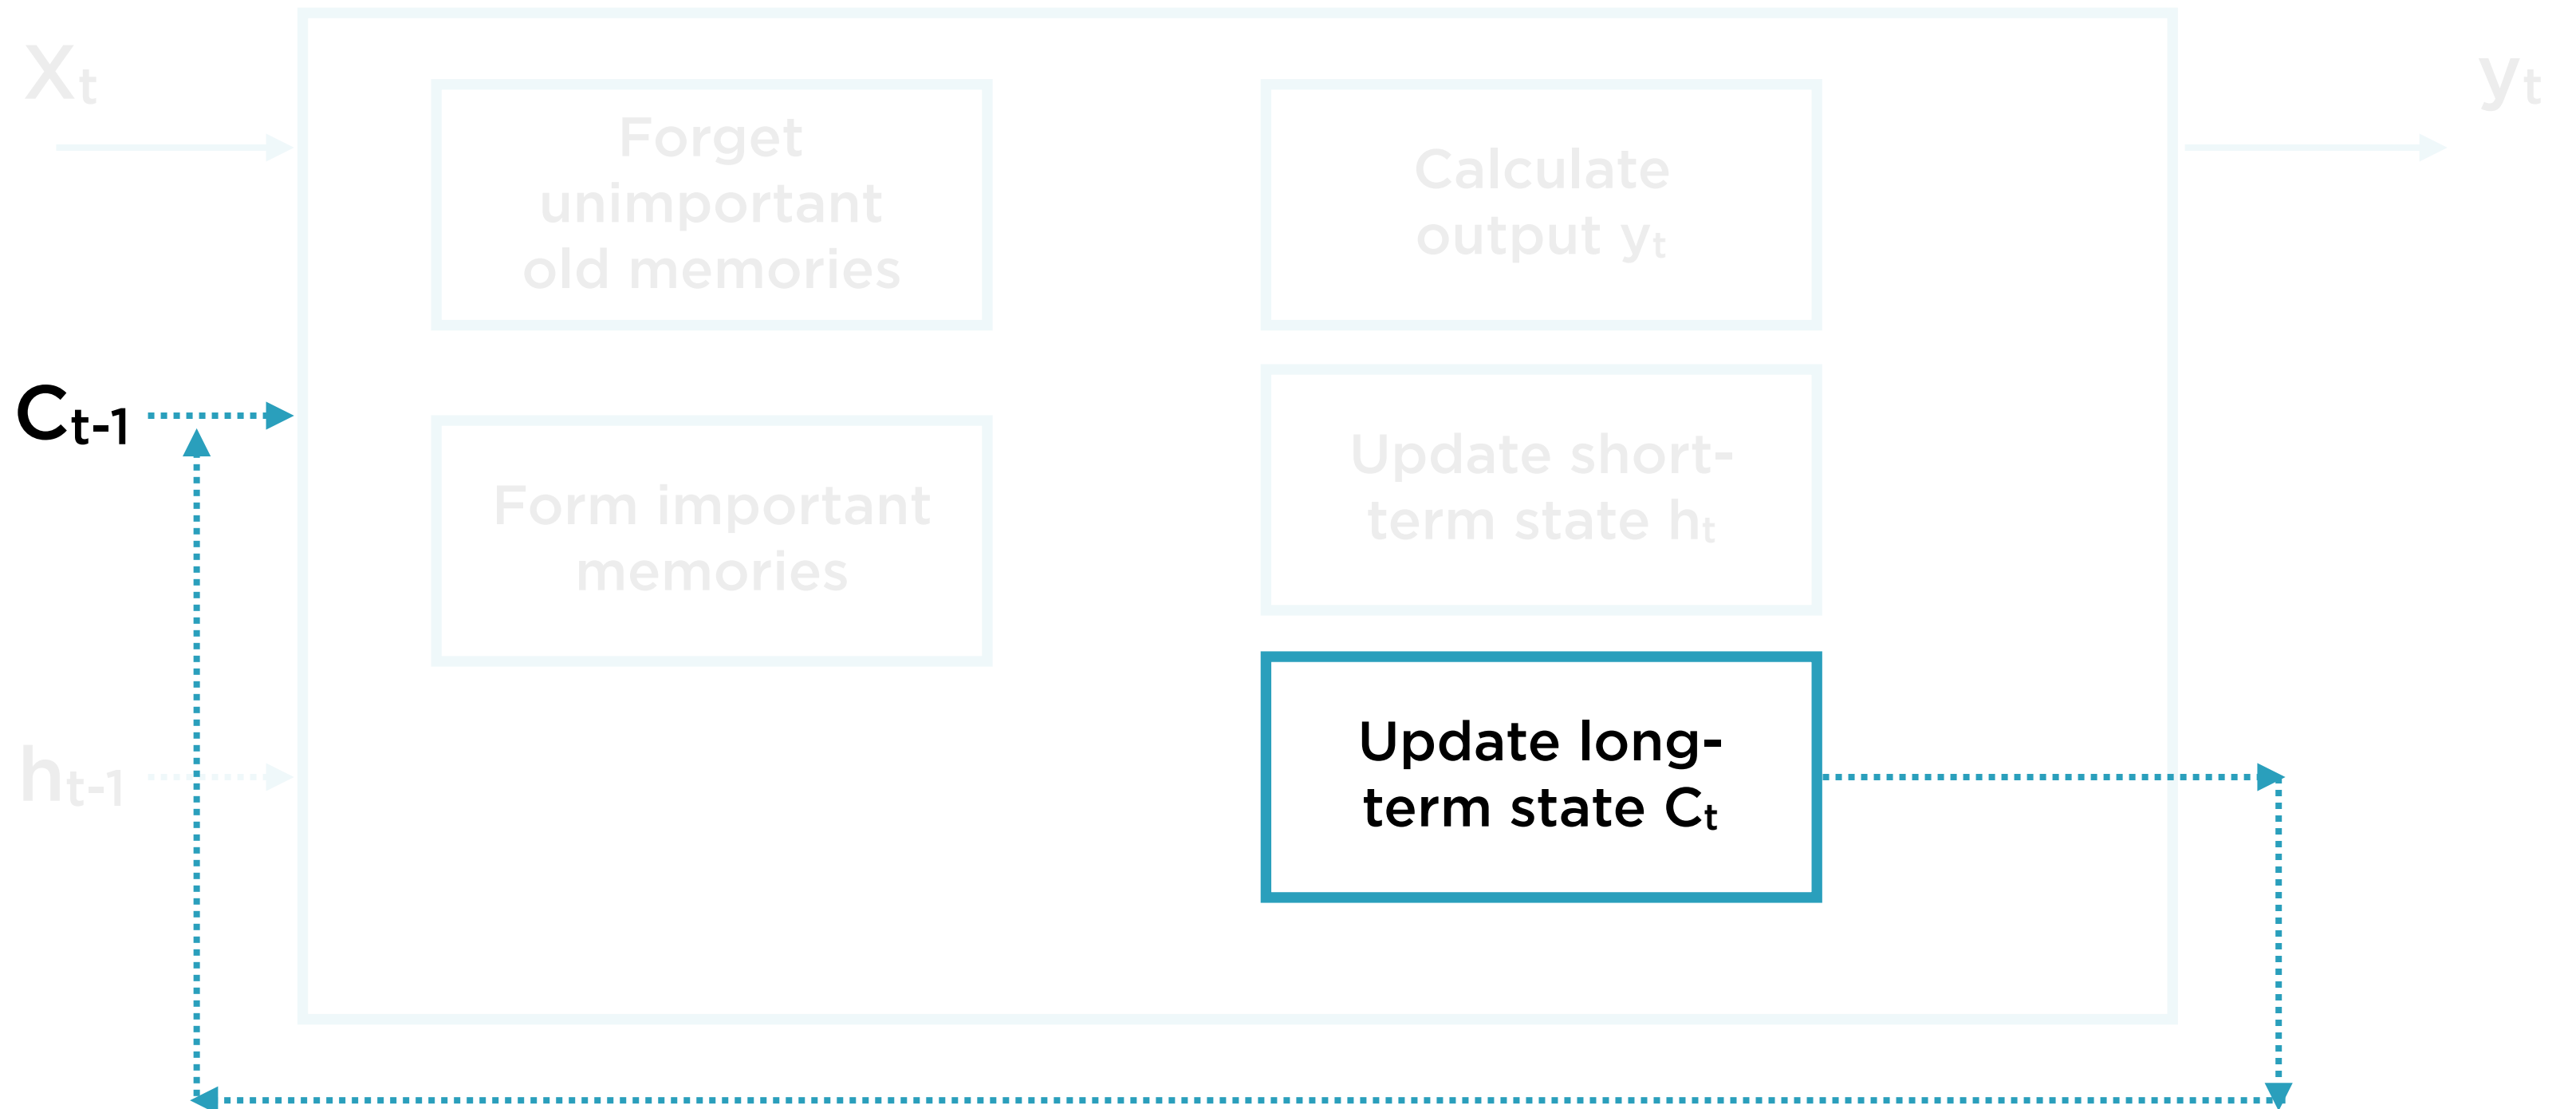 Xt
yt
Forget
unimportant
old memories
Calculate
output yt
Ct-1
Form important
memories
Update short-
term state ht
ht-1
Update long-
term state Ct